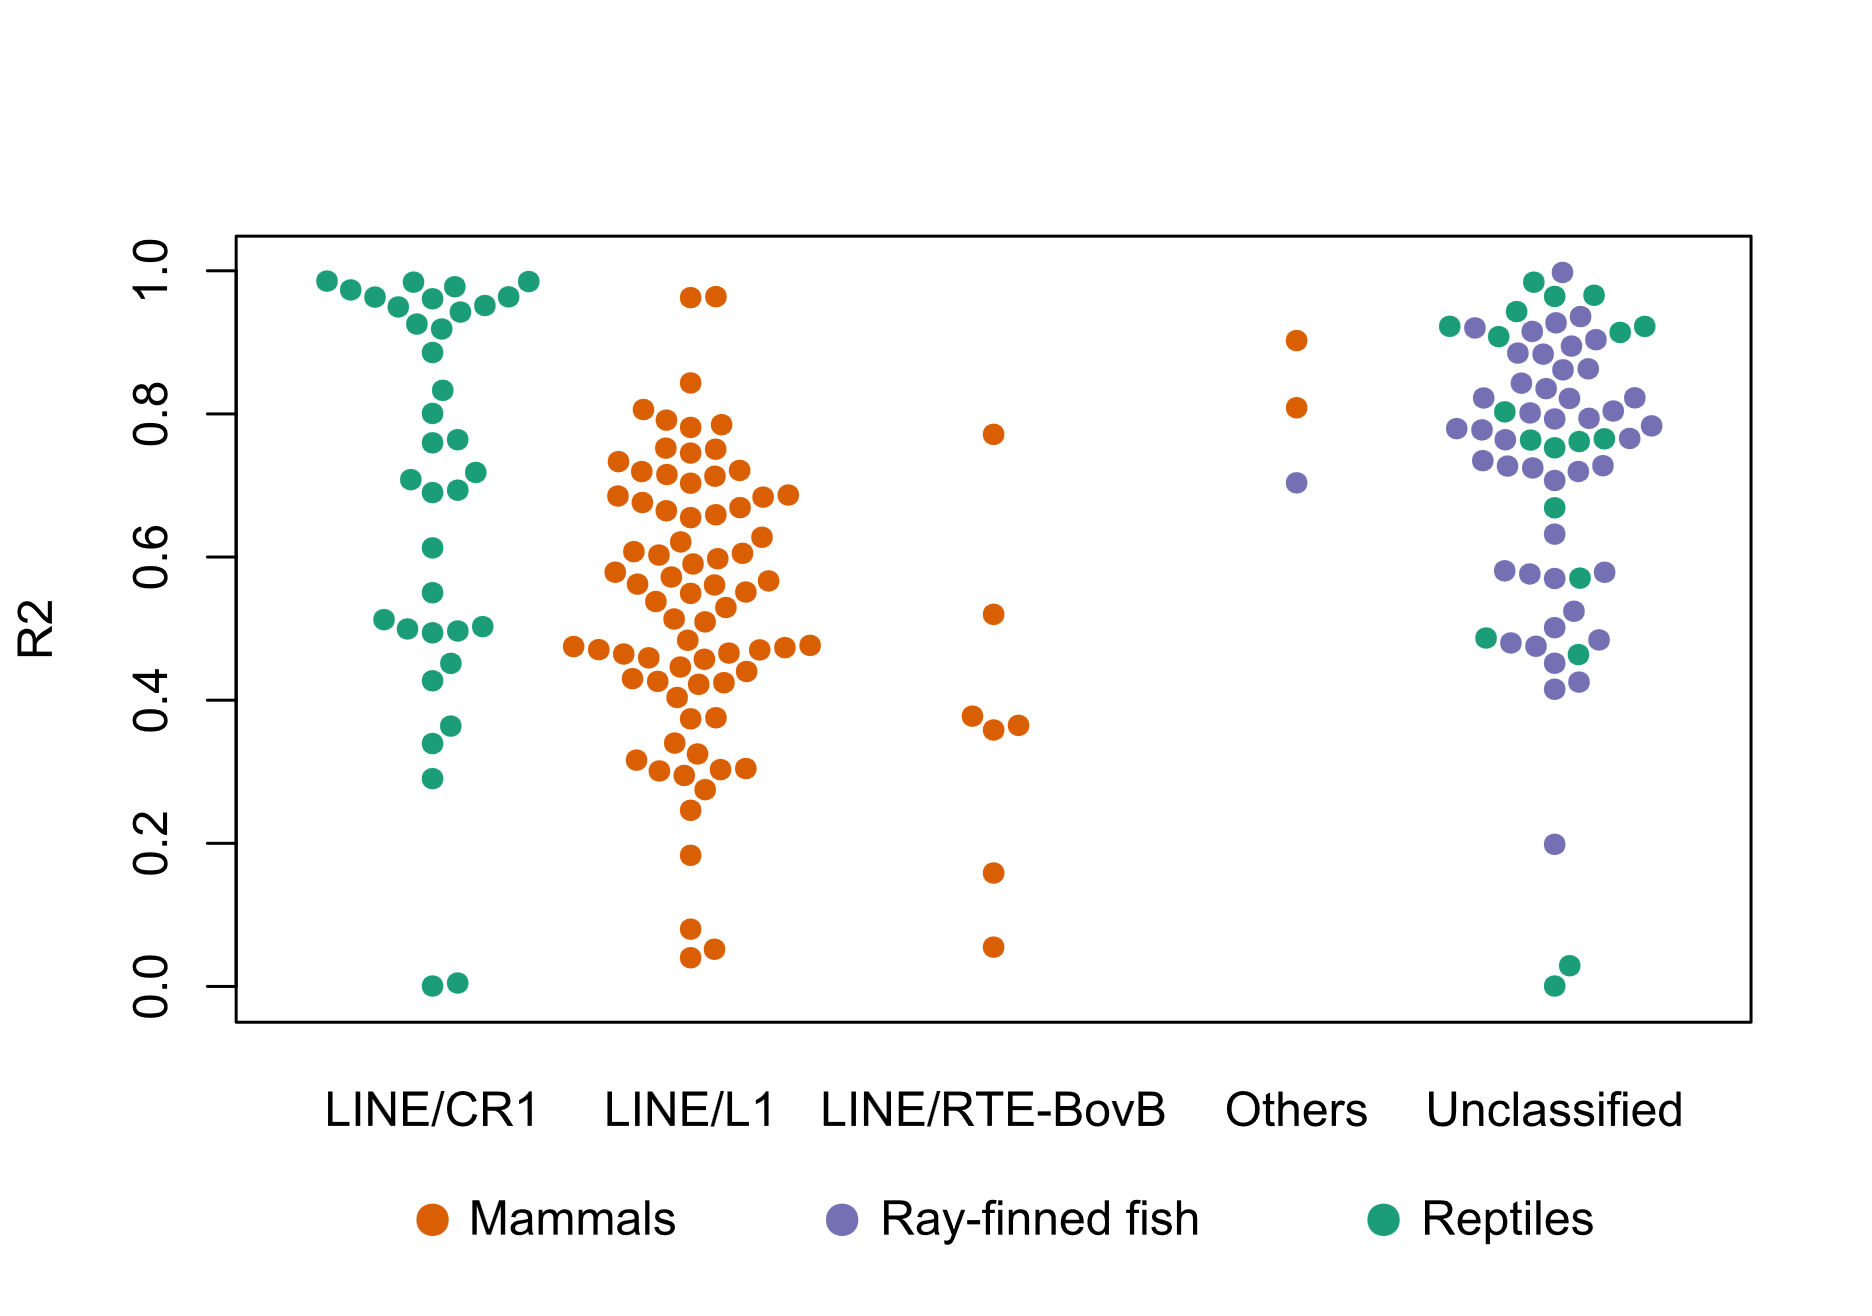 R2
1.0
0.8
0.6
0.4
0.2
0.0
LINE/CR1 LINE/L1 LINE/RTE-BovB Others Unclassified
Mammals Ray-finned fish Reptiles